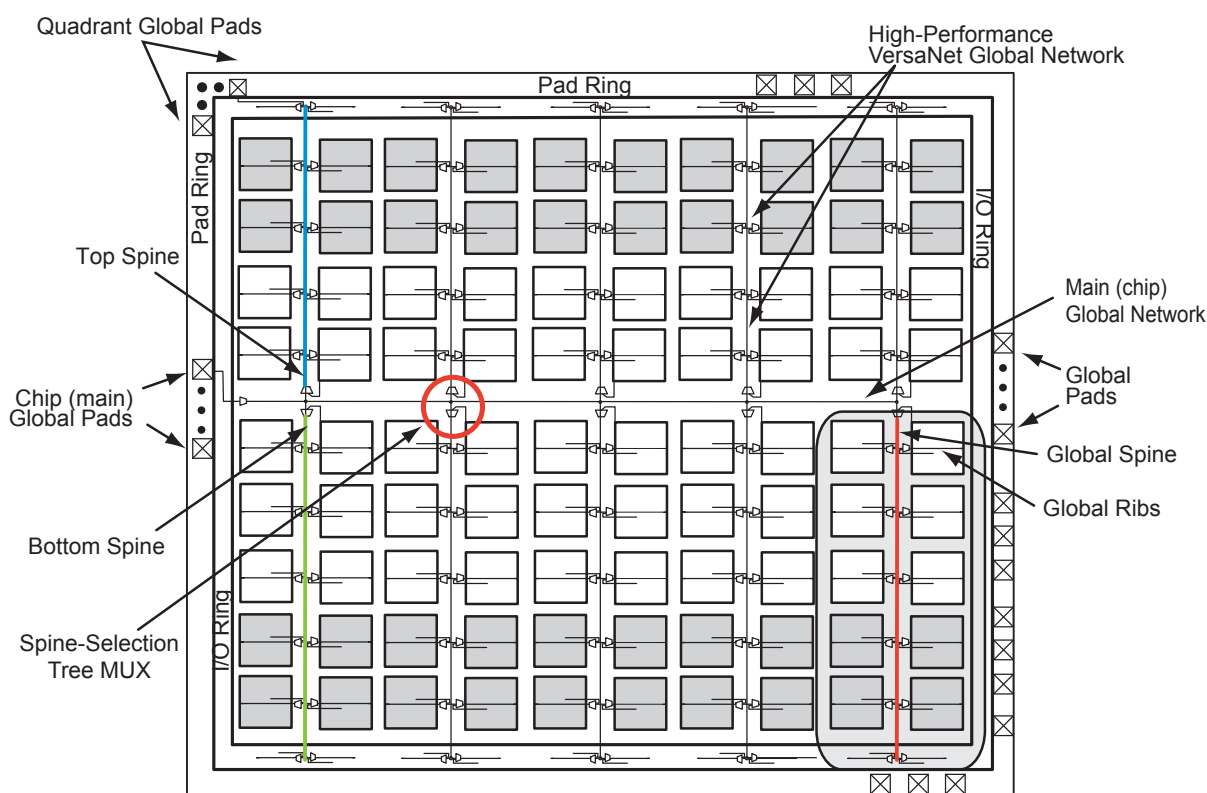 Quadrant Global Pads
High-Performance
VersaNet Global Network
Pad Ring
Pad Ring
I/O Ring
Top Spine
Main (chip)
Global Network
Chip (main)
Global Pads
Global
Pads
Global Spine
Global Ribs
Bottom Spine
I/O Ring
Spine-Selection
Tree MUX